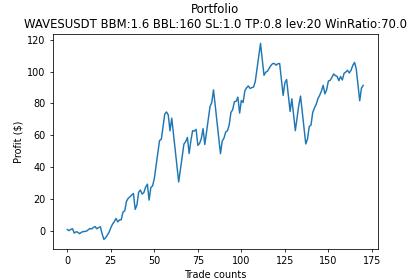 Portfolio
WAVESUSDT BBM:1.6 BBL:160 SL:1.0 TP:0.8 lev:20 WinRatio:70.0
120
100
80
60
40
20
0
Profit ($)
0 25 50 75 100 125 150 175
Trade counts